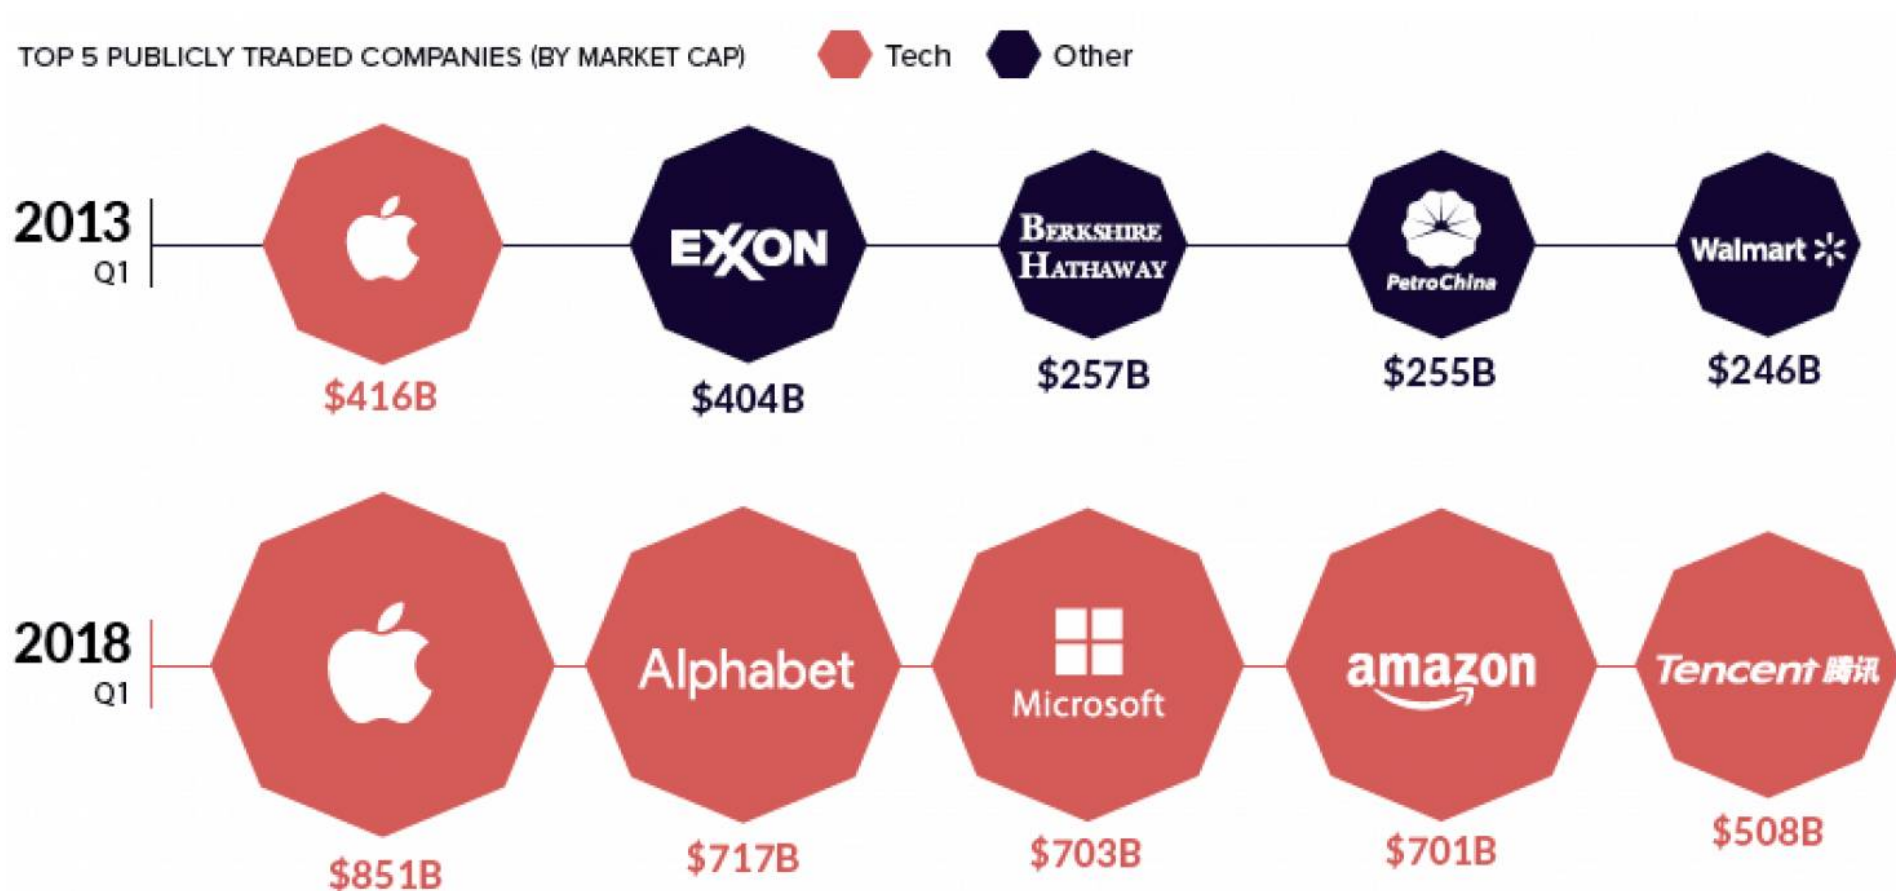 TOP 5 PUBLICLY TRADED COMPANIES (BY MARKET CAP) Tech Other
2013
Q1
EXXON
BERKSHIRE
HATHAWAY
PetroChina
Walmart
$416B
$404B
$257B
$255B
$246B
2018
Q1
Alphabet
Microsoft
amazon
Tencent 腾讯
$851B
$717B
$703B
$701B
$508B